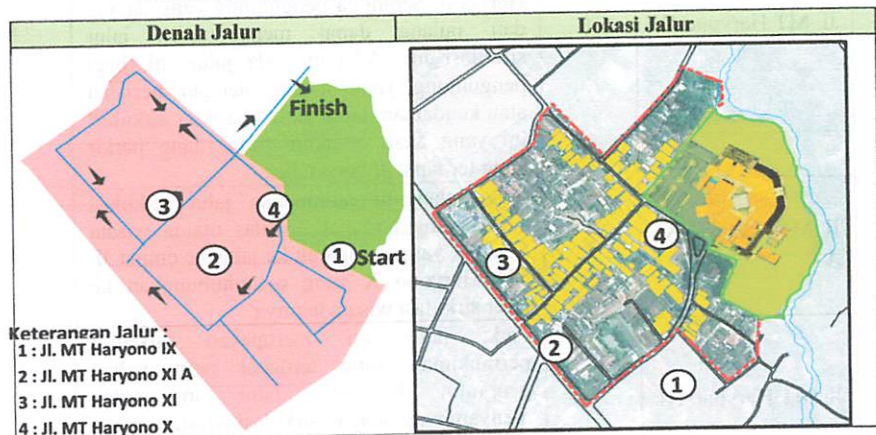 Denah Jalur
Lokasi Jalur
Finish
3
4
2
1 Start
Keterangan Jalur :
1 : Jl. MT Haryono IX
2 : Jl. MT Haryono XI A
3 : Jl. MT Haryono XI
4 : Jl. MT Haryono X
4
3
2
1